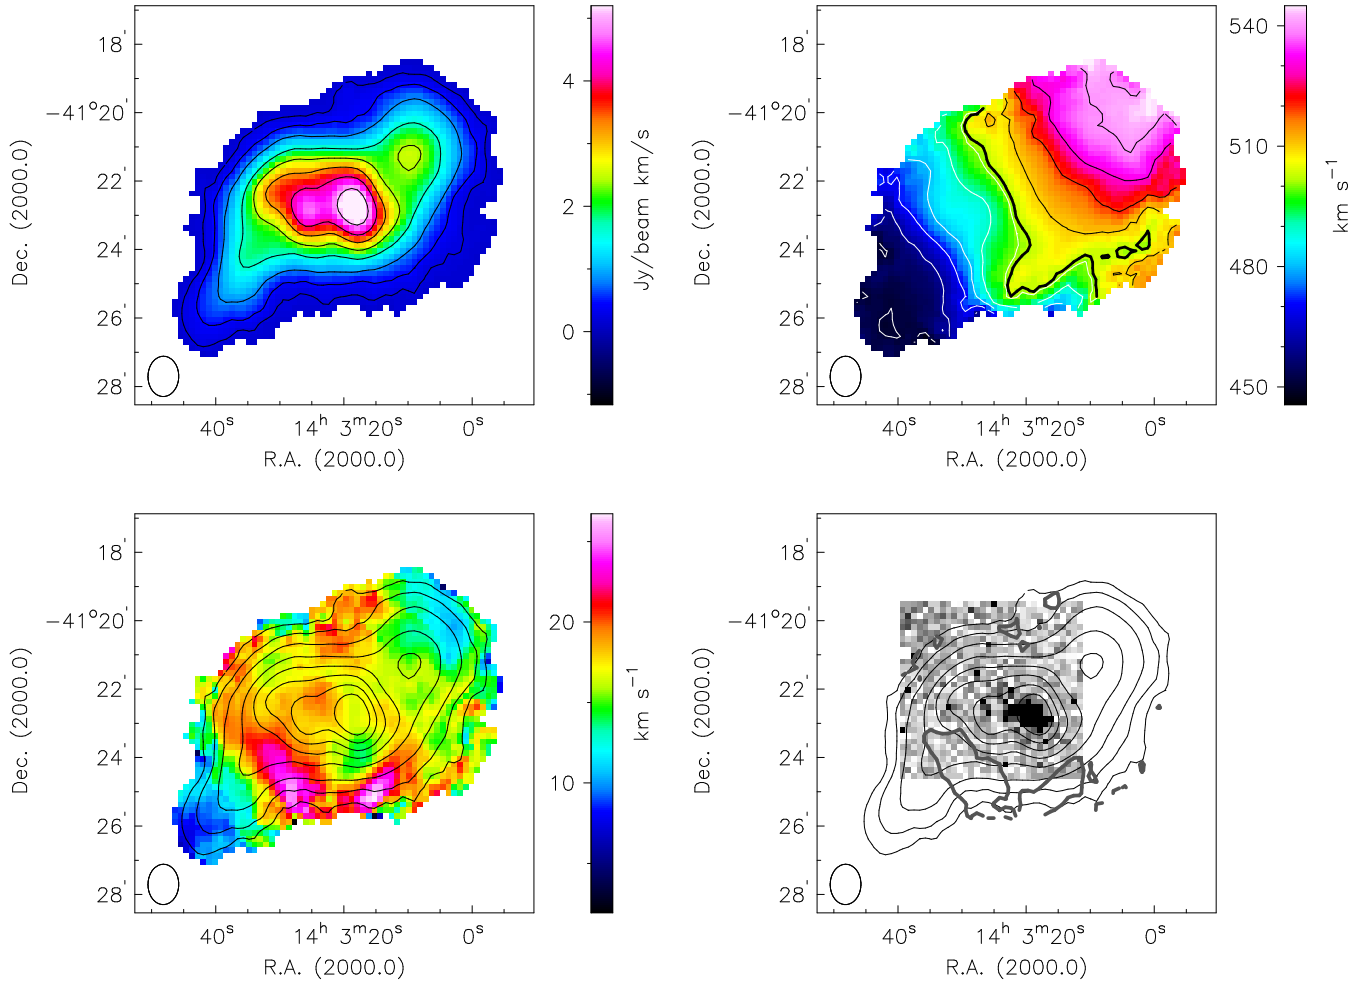 18'
−41°20'
22'
24'
26'
28'
Dec. (2000.0)
40ˢ 14ʰ 3ᵐ20ˢ 0ˢ
R.A. (2000.0)
4
2
0
Jy/beam km/s
18'
−41°20'
22'
24'
26'
28'
Dec. (2000.0)
40ˢ 14ʰ 3ᵐ20ˢ 0ˢ
R.A. (2000.0)
540
510
480
450
km s⁻¹
18'
−41°20'
22'
24'
26'
28'
Dec. (2000.0)
40ˢ 14ʰ 3ᵐ20ˢ 0ˢ
R.A. (2000.0)
20
10
km s⁻¹
18'
−41°20'
22'
24'
26'
28'
Dec. (2000.0)
40ˢ 14ʰ 3ᵐ20ˢ 0ˢ
R.A. (2000.0)